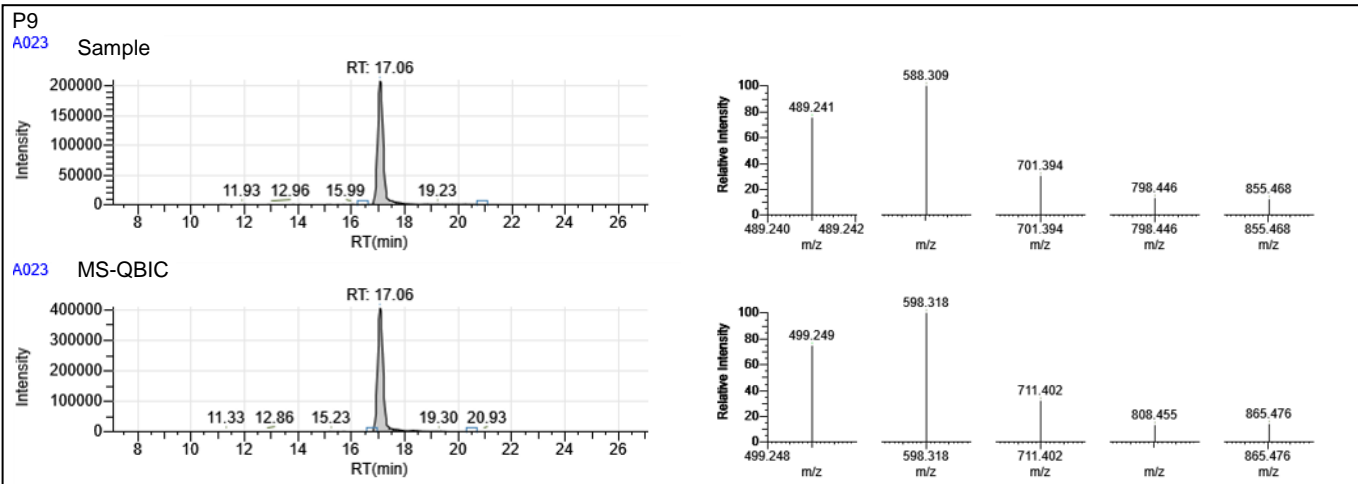 P9
A023 Sample
RT: 17.06
200000
150000
100000
50000
0
Intensity
11.93 12.96 15.99 19.23
8 10 12 14 16 18 20 22 24 26
RT(min)
Relative Intensity
100
80
60
40
20
0
489.241
588.309
701.394
798.446
855.468
489.240 489.242 701.394 798.446 855.468
m/z m/z m/z m/z m/z
A023 MS-QBIC
RT: 17.06
400000
300000
200000
100000
0
Intensity
11.33 12.86 15.23 19.30 20.93
8 10 12 14 16 18 20 22 24 26
RT(min)
Relative Intensity
100
80
60
40
20
0
499.249
598.318
711.402
808.455
865.476
499.248 598.318 711.402 865.476
m/z m/z m/z m/z m/z